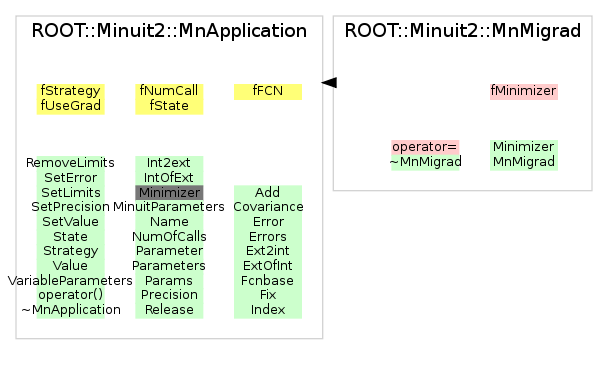 ROOT::Minuit2::MnApplication
fStrategy fNumCall fFCN
fUseGrad fState
RemoveLimits Int2ext
SetError IntOfExt
SetLimits Minimizer Add
SetPrecision MinuitParameters Covariance
SetValue Name Error
State NumOfCalls Errors
Strategy Parameter Ext2int
Value Parameters ExtOfInt
VariableParameters Params Fcnbase
operator() Precision Fix
~MnApplication Release Index
ROOT::Minuit2::MnMigrad
fMinimizer
operator= Minimizer
~MnMigrad MnMigrad